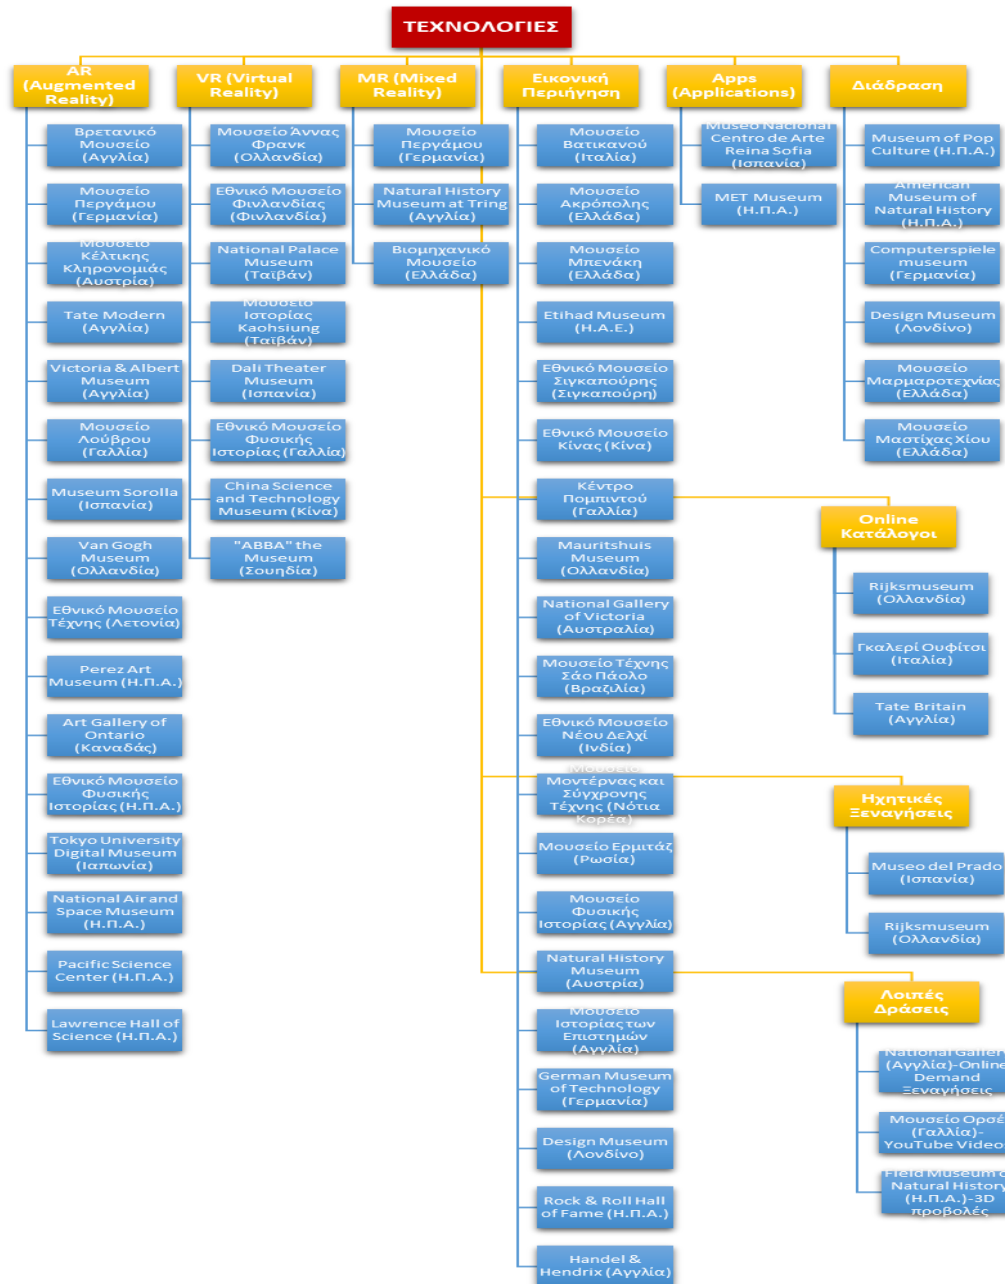 ΤΕΧΝΟΛΟΓΙΕΣ
AR
(Augmented
Reality)
Βρετανικό
Μουσείο
(Αγγλία)
Μουσείο
Περγάμου
(Γερμανία)
Μουσείο
Κέλτικης
Κληρονομιάς
(Αυστρία)
Tate Modern
(Αγγλία)
Victoria & Albert
Museum
(Αγγλία)
Μουσείο
Λούβρου
(Γαλλία)
Museum Sorolla
(Ισπανία)
Van Gogh
Museum
(Ολλανδία)
Εθνικό Μουσείο
Τέχνης (Λετονία)
Perez Art
Museum (Η.Π.Α.)
Art Gallery of
Ontario
(Καναδάς)
Εθνικό Μουσείο
Φυσικής
Ιστορίας (Η.Π.Α.)
Tokyo University
Digital Museum
(Ιαπωνία)
National Air and
Space Museum
(Η.Π.Α.)
Pacific Science
Center (Η.Π.Α.)
Lawrence Hall of
Science (Η.Π.Α.)
VR (Virtual
Reality)
Μουσείο Άννας
Φρανκ
(Ολλανδία)
Εθνικό Μουσείο
Φινλανδίας
(Φινλανδία)
National Palace
Museum
(Ταϊβάν)
Μουσείο
Ιστορίας
Kaohsiung
(Ταϊβάν)
Dali Theater
Museum
(Ισπανία)
Εθνικό Μουσείο
Φυσικής
Ιστορίας (Γαλλία)
China Science
and Technology
Museum (Κίνα)
"ABBA" the
Museum
(Σουηδία)
MR (Mixed
Reality)
Μουσείο
Περγάμου
(Γερμανία)
Natural History
Museum at Tring
(Αγγλία)
Βιομηχανικό
Μουσείο
(Ελλάδα)
Εικονική
Περιήγηση
Μουσείο
Βατικανού
(Ιταλία)
Μουσείο
Ακρόπολης
(Ελλάδα)
Μουσείο
Μπενάκη
(Ελλάδα)
Etihad Museum
(Η.Α.Ε.)
Εθνικό Μουσείο
Σιγκαπούρης
(Σιγκαπούρη)
Εθνικό Μουσείο
Κίνας (Κίνα)
Κέντρο
Πομπιντού
(Γαλλία)
Mauritshuis
Museum
(Ολλανδία)
National Gallery
of Victoria
(Αυστραλία)
Μουσείο Τέχνης
Σάο Πάολο
(Βραζιλία)
Εθνικό Μουσείο
Νέου Δελχί
(Ινδία)
Μοντέρνας και
Σύγχρονης
Τέχνης (Νότια
Κορέα)
Μουσείο Ερμιτάζ
(Ρωσία)
Μουσείο
Φυσικής
Ιστορίας (Αγγλία)
Natural History
Museum
(Αυστρία)
Μουσείο
Ιστορίας των
Επιστημών
(Αγγλία)
German Museum
of Technology
(Γερμανία)
Design Museum
(Λονδίνο)
Rock & Roll Hall
of Fame (Η.Π.Α.)
Handel &
Hendrix (Αγγλία)
Apps
(Applications)
Museo Nacional
Centro de Arte
Reina Sofia
(Ισπανία)
MET Museum
(Η.Π.Α.)
Διάδραση
Museum of Pop
Culture (Η.Π.Α.)
American
Museum of
Natural History
(Η.Π.Α.)
Computerspiele
museum
(Γερμανία)
Design Museum
(Λονδίνο)
Μουσείο
Μαρμαροτεχνίας
(Ελλάδα)
Μουσείο
Μαστίχας Χίου
(Ελλάδα)
Online
Κατάλογοι
Rijksmuseum
(Ολλανδία)
Γκαλερί Ουφίτσι
(Ιταλία)
Tate Britain
(Αγγλία)
Ηχητικές
Ξεναγήσεις
Museo del Prado
(Ισπανία)
Rijksmuseum
(Ολλανδία)
Λοιπές
Δράσεις
National Gallery
(Αγγλία)-Online
Demand
Ξεναγήσεις
Μουσείο Ορσέ
(Γαλλία)-
YouTube Video
Field Museum
Natural History
(Η.Π.Α.)-3D
προβολές